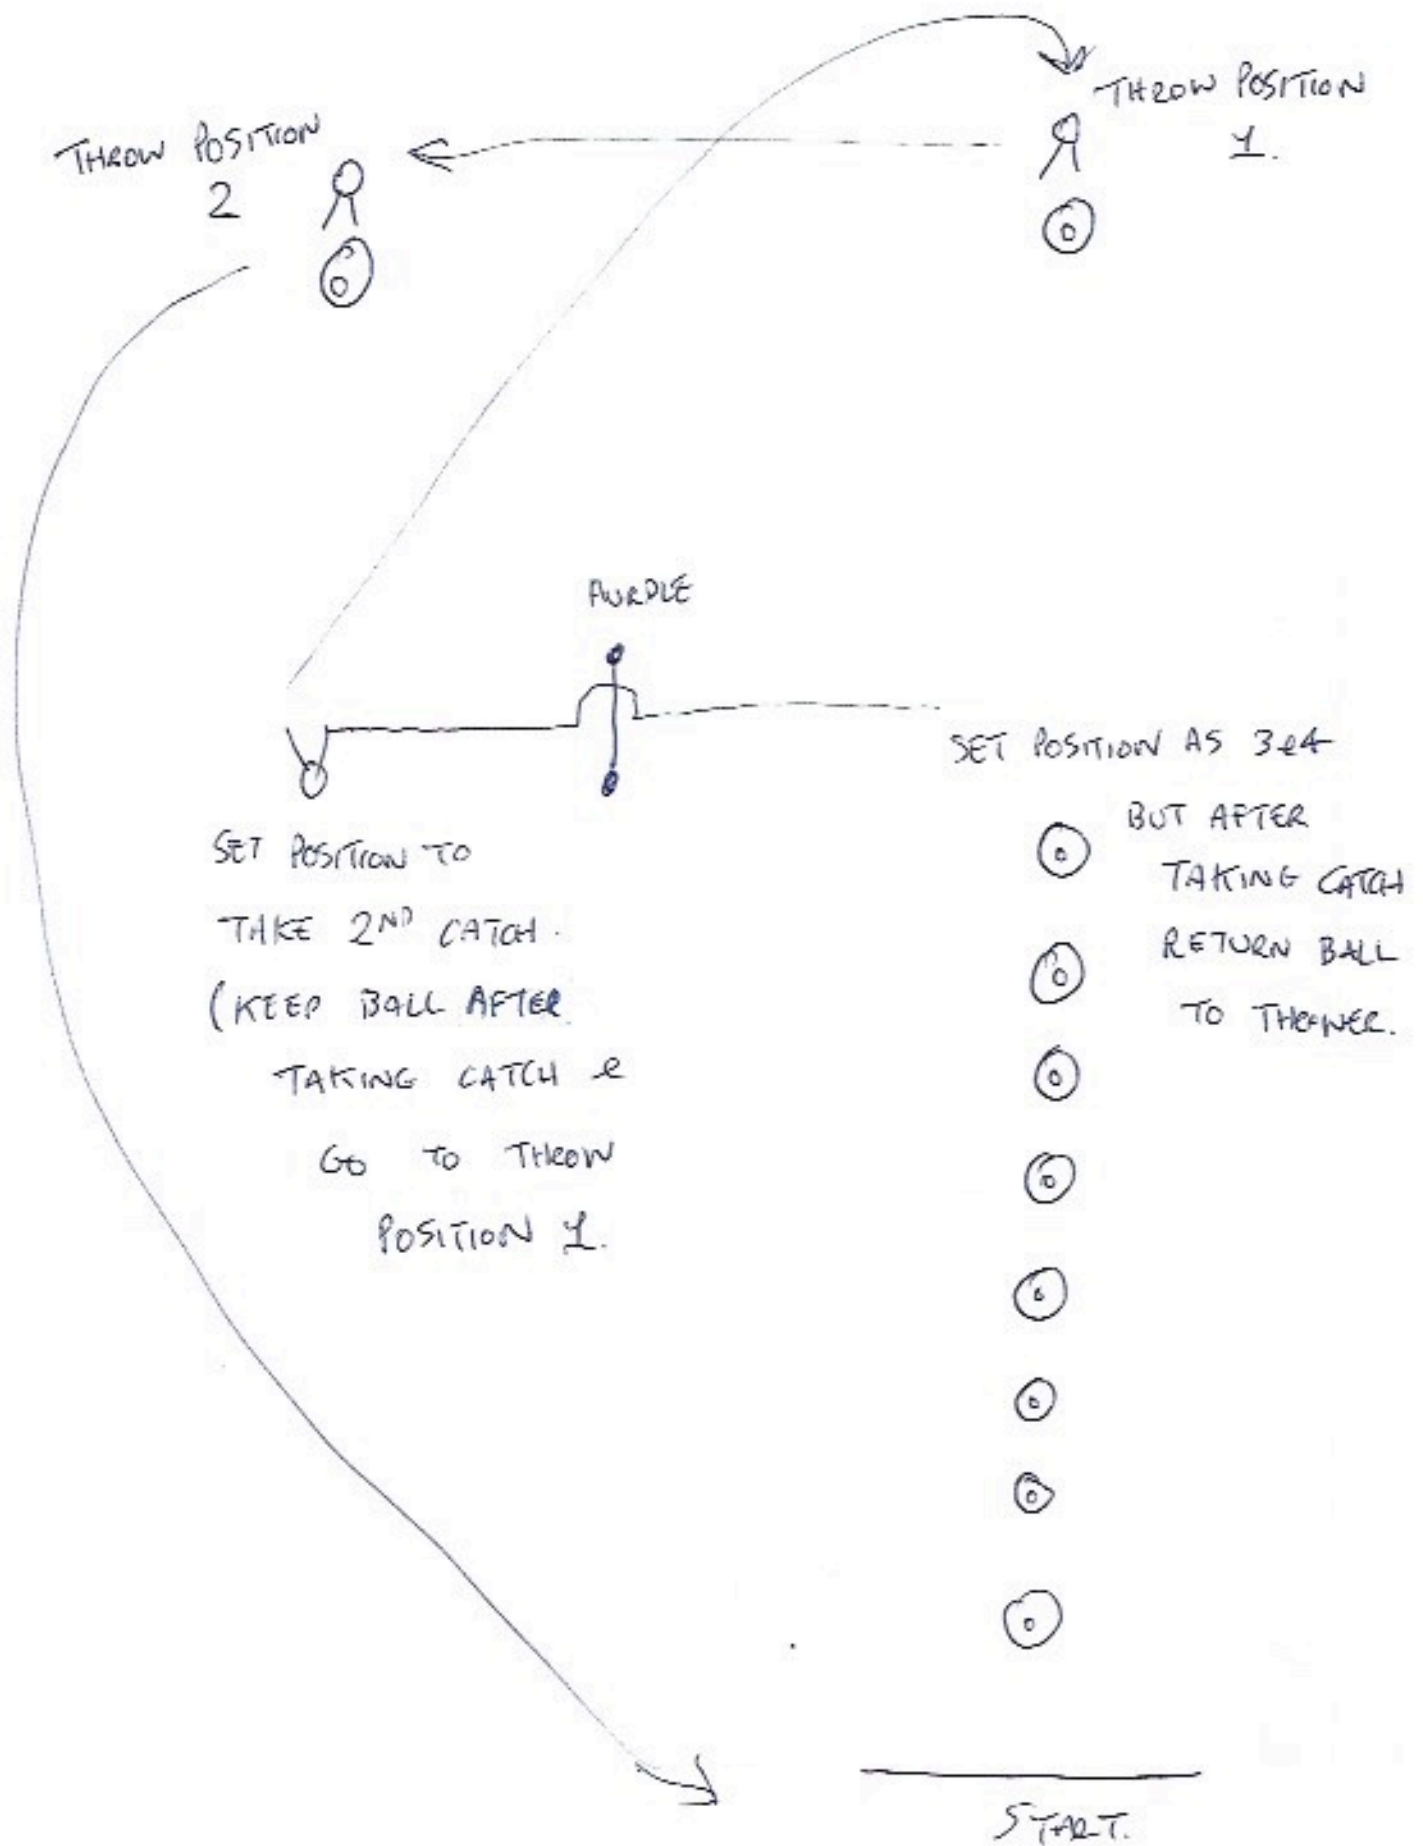 THROW POSITION
1.
THROW POSITION
2
HURDLE
SET POSITION AS 3 & 4
BUT AFTER
TAKING CATCH
RETURN BALL
TO THROWER.
SET POSITION TO
TAKE 2ND CATCH.
(KEEP BALL AFTER
TAKING CATCH &
GO TO THROW
POSITION 1.
START.